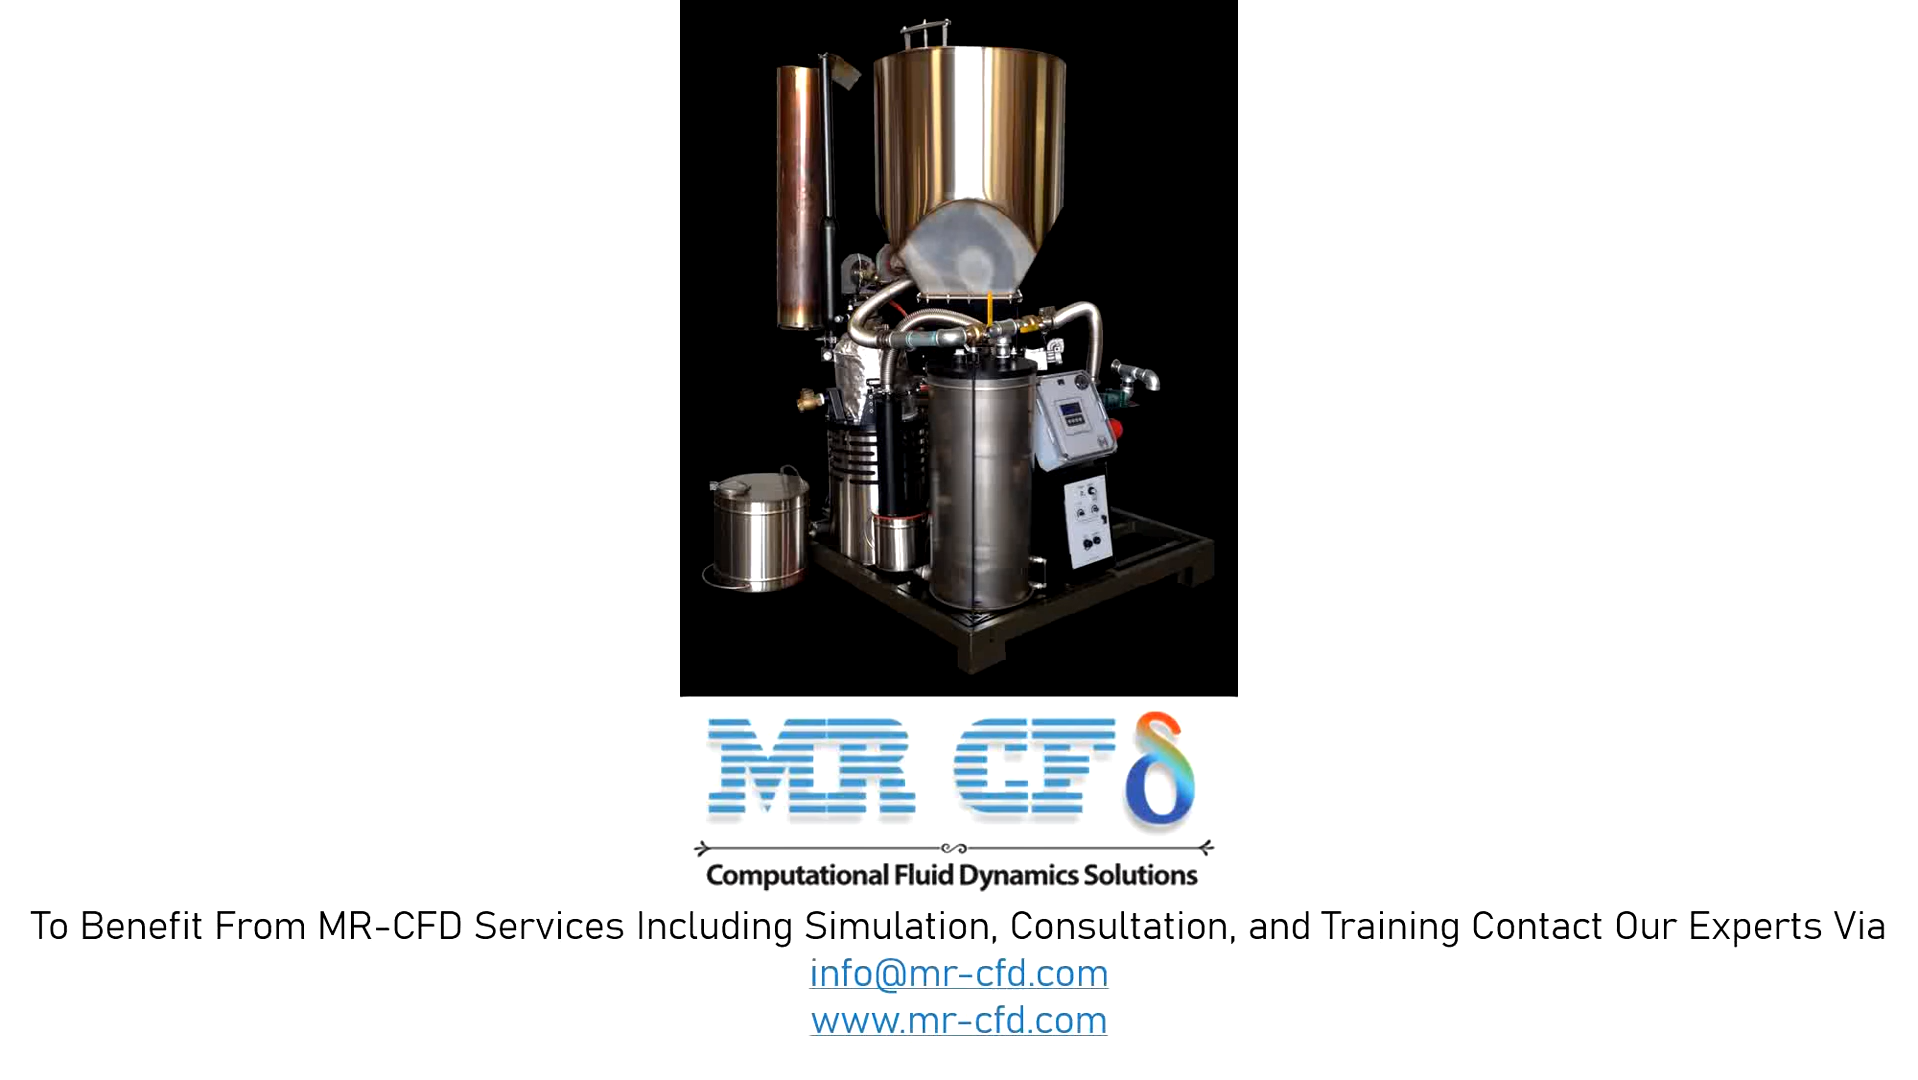 MR CFδ
Computational Fluid Dynamics Solutions
To Benefit From MR-CFD Services Including Simulation, Consultation, and Training Contact Our Experts Via
info@mr-cfd.com
www.mr-cfd.com